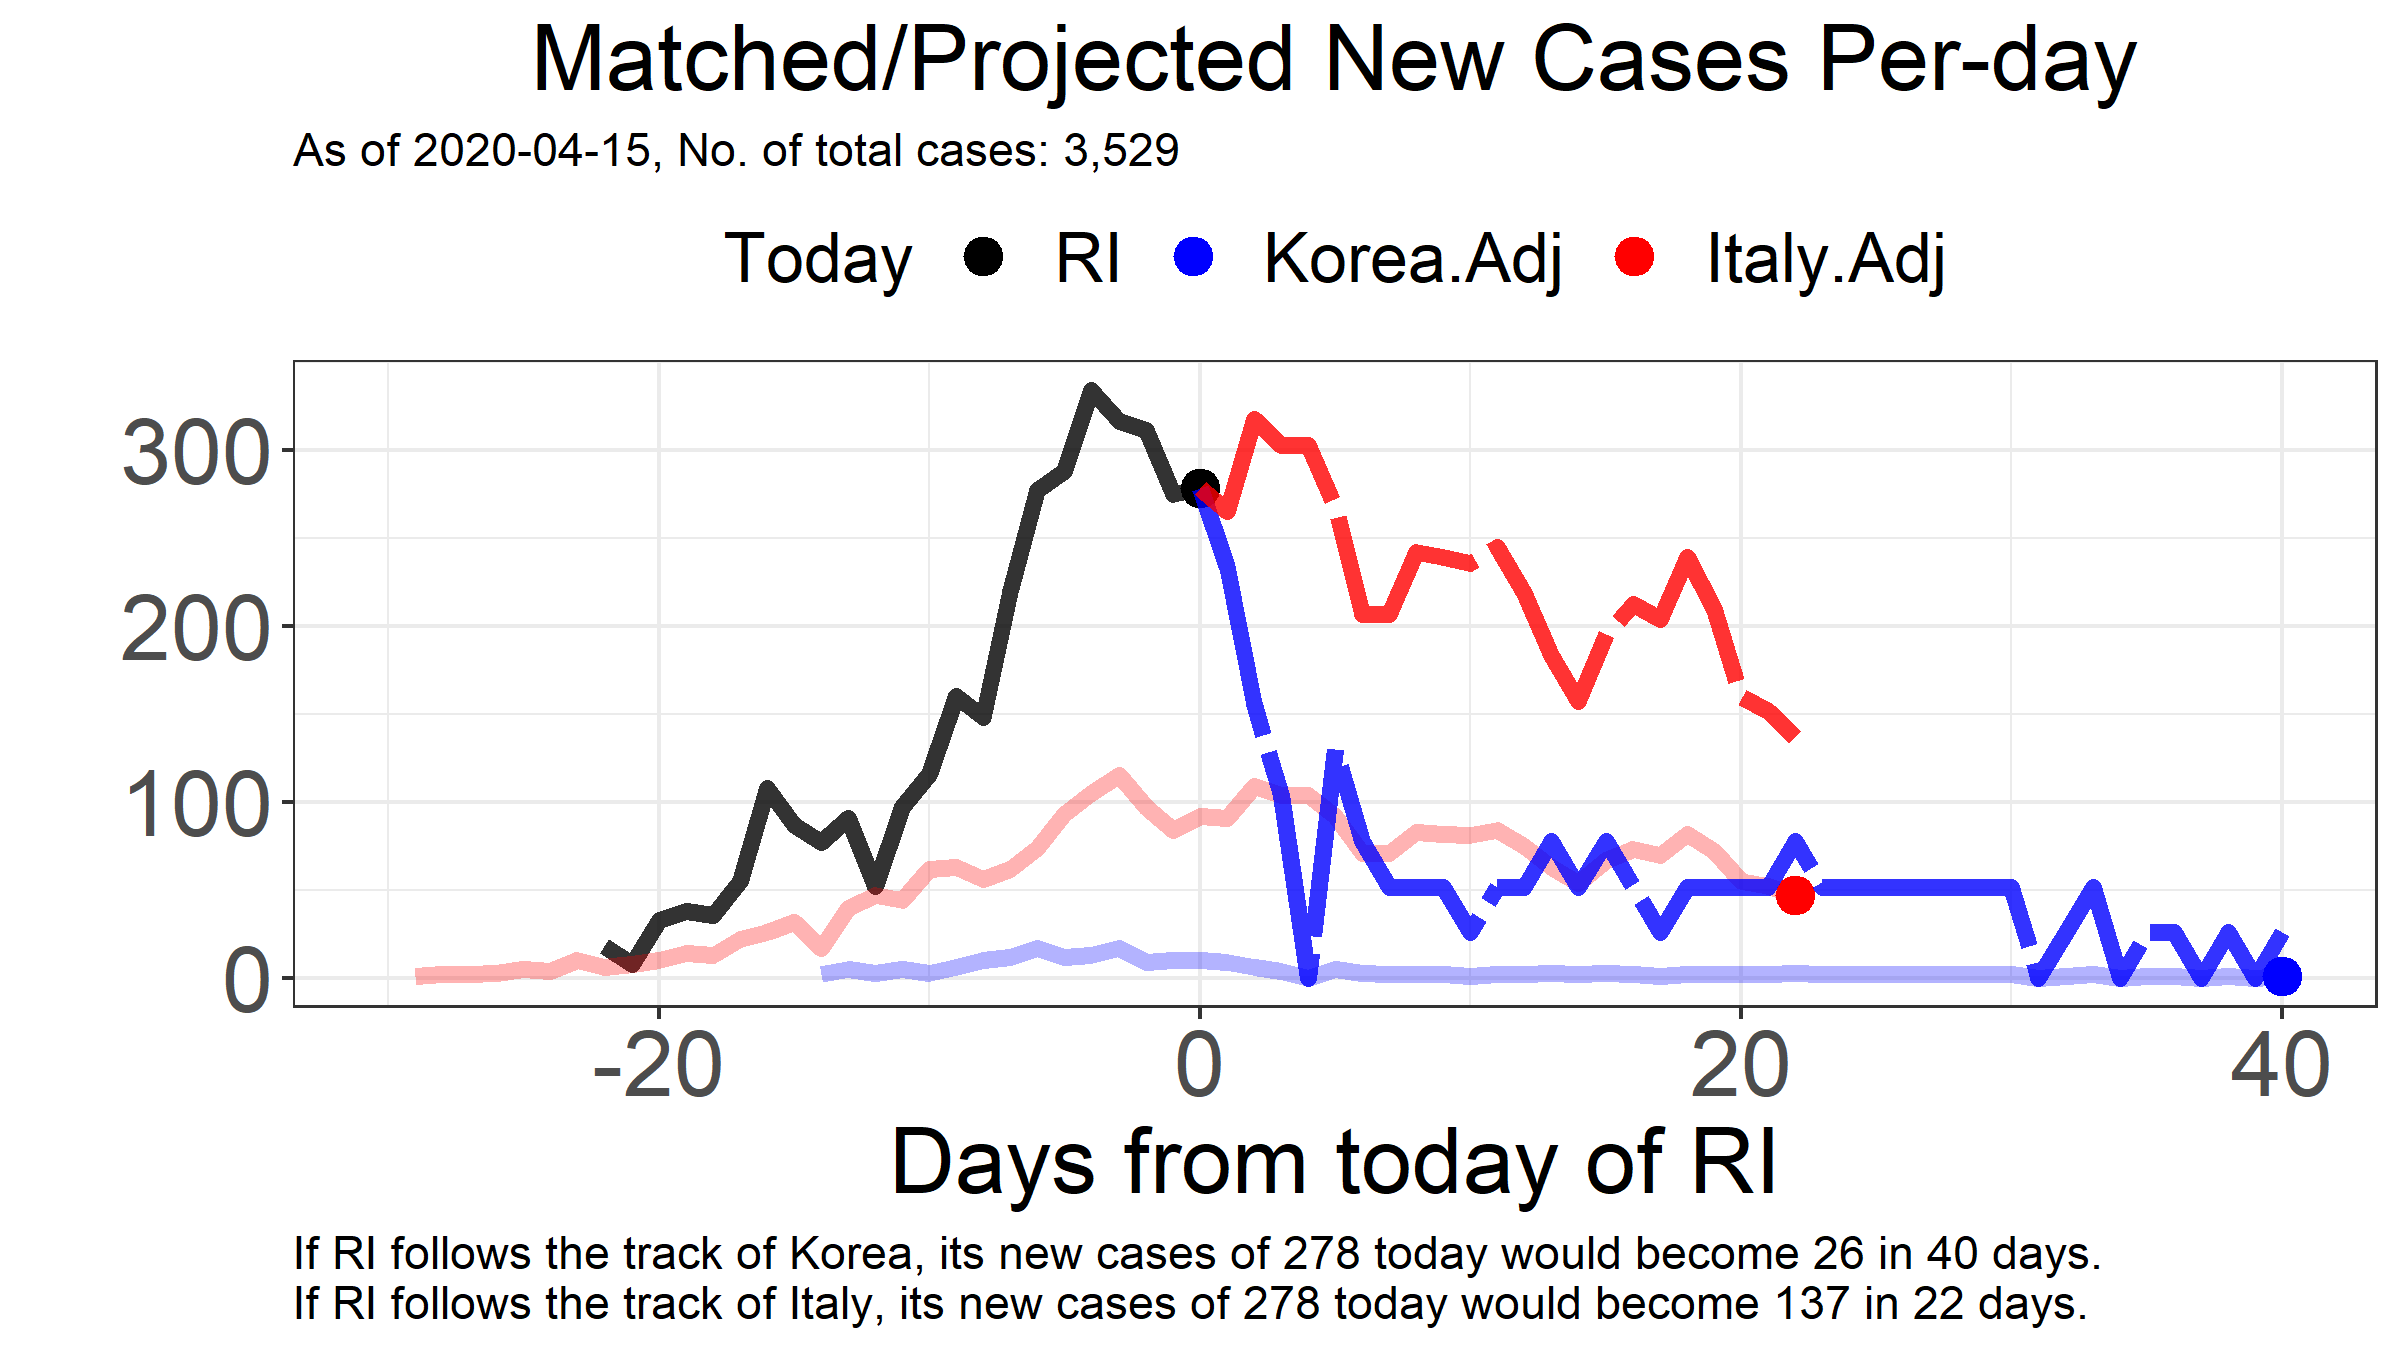 Matched/Projected New Cases Per-day
As of 2020-04-15, No. of total cases: 3,529
Today RI Korea.Adj Italy.Adj
300
200
100
0
-20 0 20 40
Days from today of RI
If RI follows the track of Korea, its new cases of 278 today would become 26 in 40 days.
If RI follows the track of Italy, its new cases of 278 today would become 137 in 22 days.